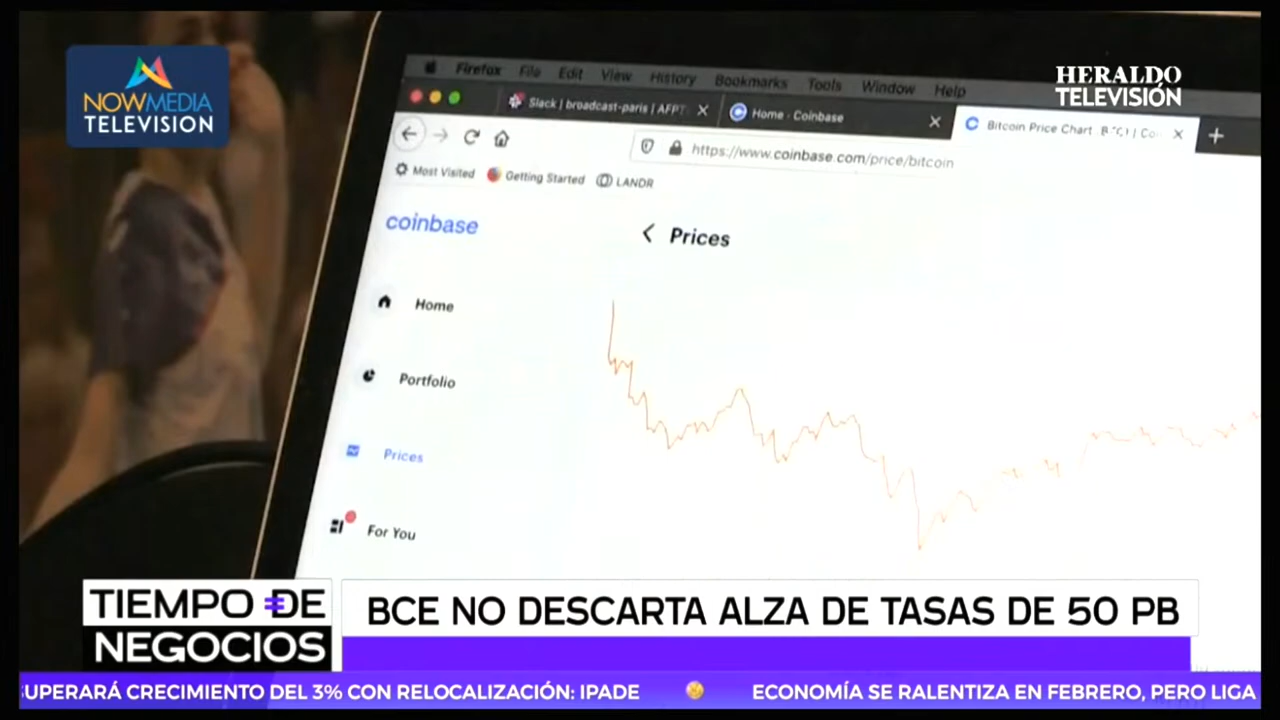 NOWMEDIA
TELEVISION
HERALDO
TELEVISIÓN
Firefox File Edit View History Bookmarks Tools Window Help
Slack | broadcast-paris | AFPT
Home - Coinbase
Bitcoin Price Chart
https://www.coinbase.com/price/bitcoin
Most Visited Getting Started LANDR
coinbase
Prices
Home
Portfolio
Prices
For You
TIEMPO DE
NEGOCIOS
BCE NO DESCARTA ALZA DE TASAS DE 50 PB
UPERARÁ CRECIMIENTO DEL 3% CON RELOCALIZACIÓN: IPADE
ECONOMÍA SE RALENTIZA EN FEBRERO, PERO LIGA